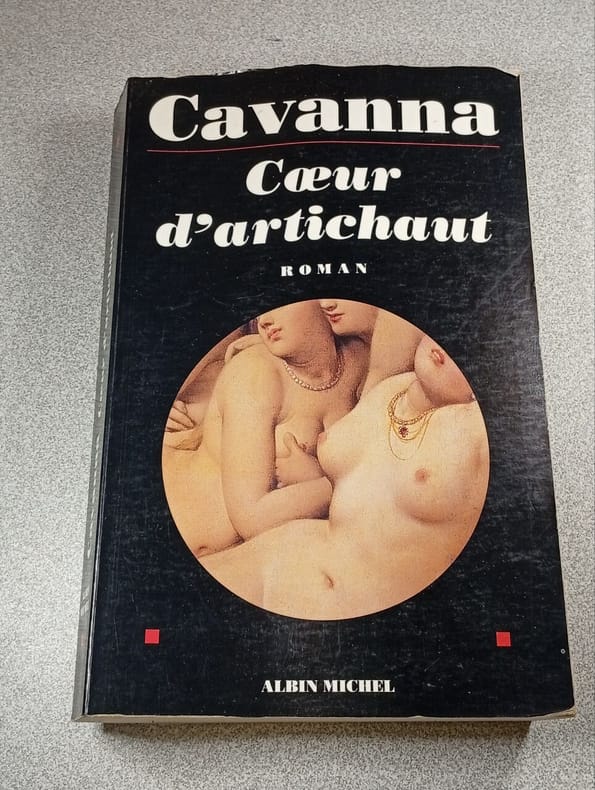 Cavanna
Cœur
d'artichaut
ROMAN
ALBIN MICHEL